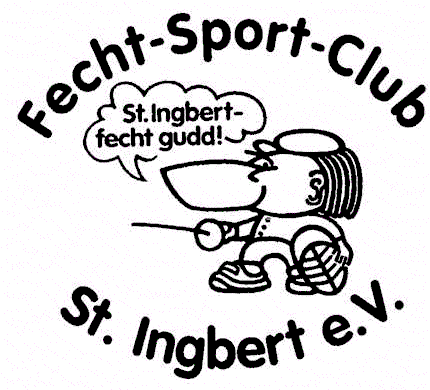 Fecht-Sport-Club
St.Ingbert-
fecht gudd!
St. Ingbert e.V.